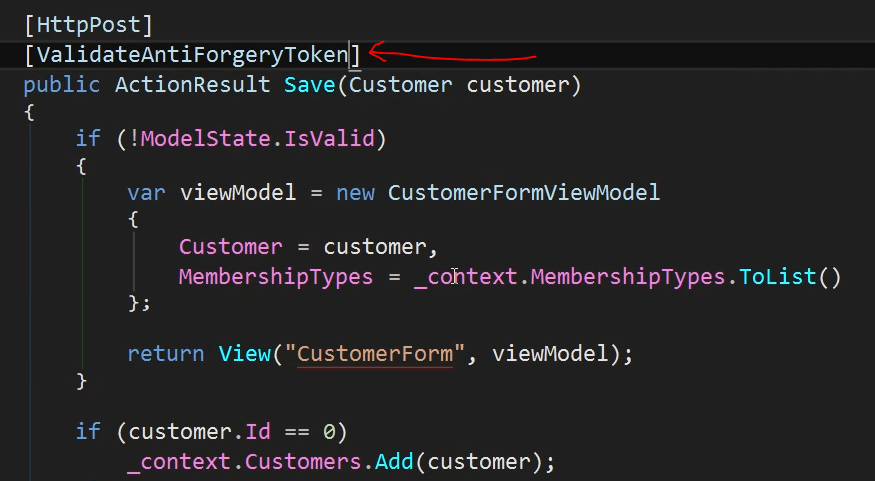 [HttpPost]
[ValidateAntiForgeryToken]
public ActionResult Save(Customer customer)
{
if (!ModelState.IsValid)
{
var viewModel = new CustomerFormViewModel
{
Customer = customer,
MembershipTypes = _context.MembershipTypes.ToList()
};
return View("CustomerForm", viewModel);
}
if (customer.Id == 0)
_context.Customers.Add(customer);